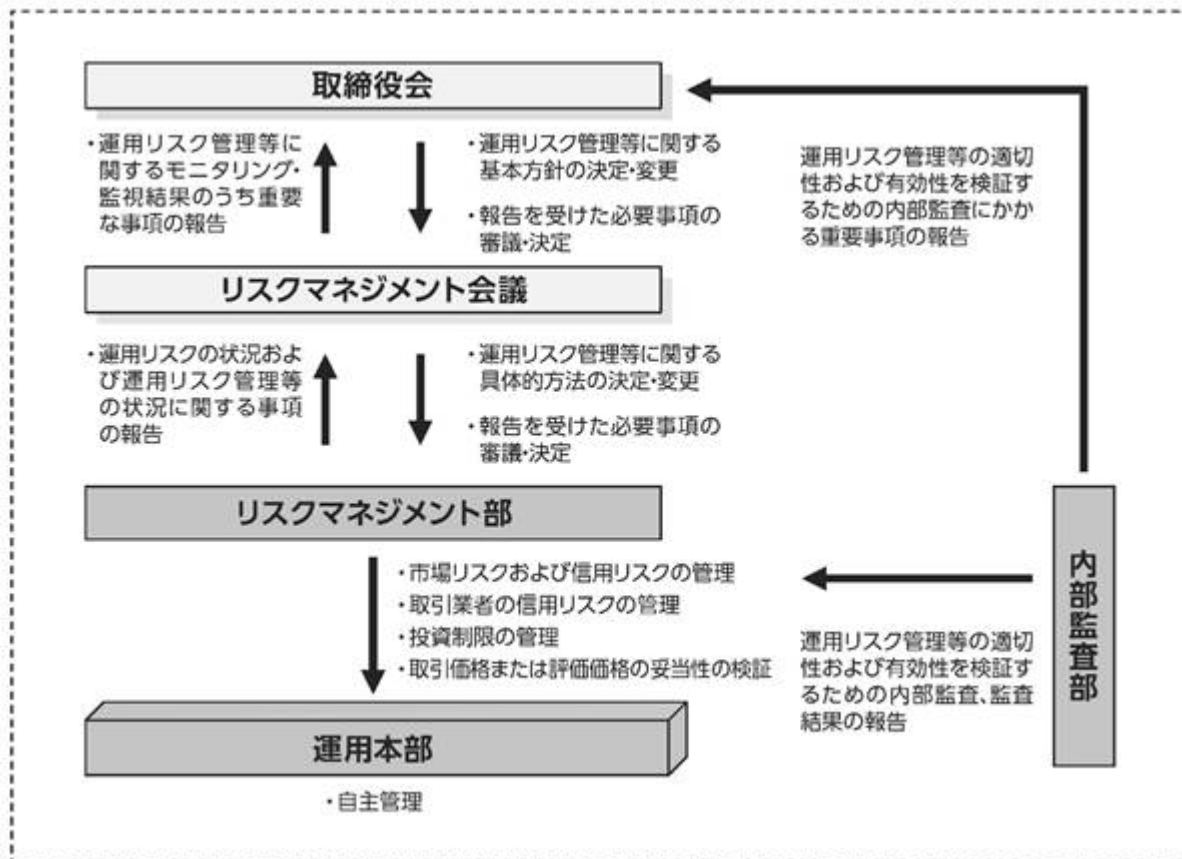 取締役会
・運用リスク管理等に
関するモニタリング・
監視結果のうち重要
な事項の報告
・運用リスク管理等に関する
基本方針の決定・変更
・報告を受けた必要事項の
審議・決定
運用リスク管理等の適切
性および有効性を検証す
るための内部監査にかか
る重要事項の報告
リスクマネジメント会議
・運用リスクの状況およ
び運用リスク管理等
の状況に関する事項
の報告
・運用リスク管理等に関する
具体的方法の決定・変更
・報告を受けた必要事項の
審議・決定
リスクマネジメント部
・市場リスクおよび信用リスクの管理
・取引業者の信用リスクの管理
・投資制限の管理
・取引価格または評価価格の妥当性の検証
運用リスク管理等の適切
性および有効性を検証す
るための内部監査、監査
結果の報告
内部監査部
運用本部
・自主管理